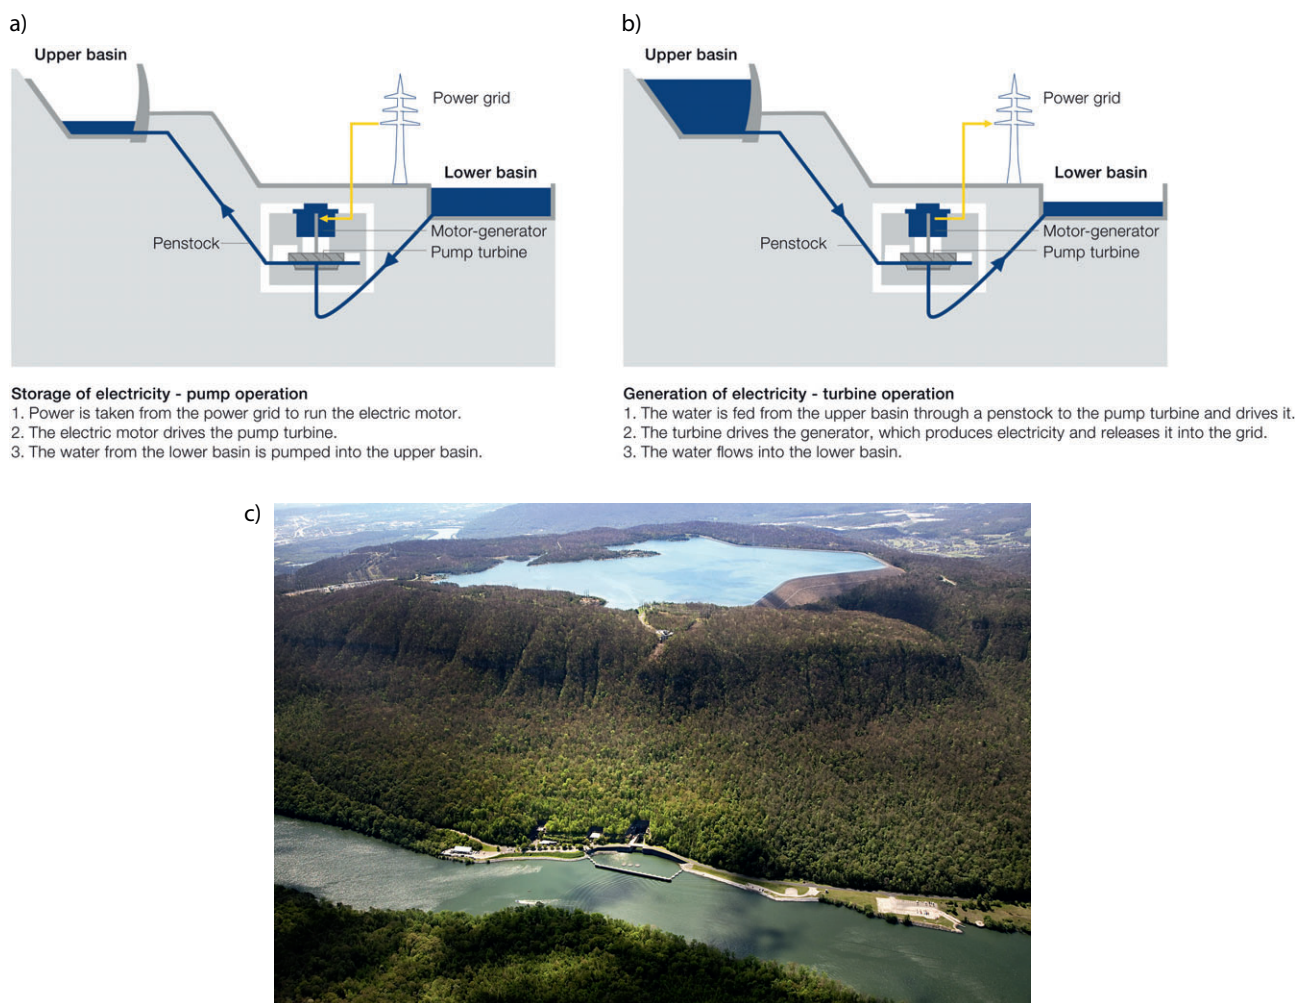 a)
Upper basin
Power grid
Lower basin
Motor-generator
Penstock
Pump turbine
Storage of electricity - pump operation
1. Power is taken from the power grid to run the electric motor.
2. The electric motor drives the pump turbine.
3. The water from the lower basin is pumped into the upper basin.
b)
Upper basin
Power grid
Lower basin
Motor-generator
Penstock
Pump turbine
Generation of electricity - turbine operation
1. The water is fed from the upper basin through a penstock to the pump turbine and drives it.
2. The turbine drives the generator, which produces electricity and releases it into the grid.
3. The water flows into the lower basin.
c)